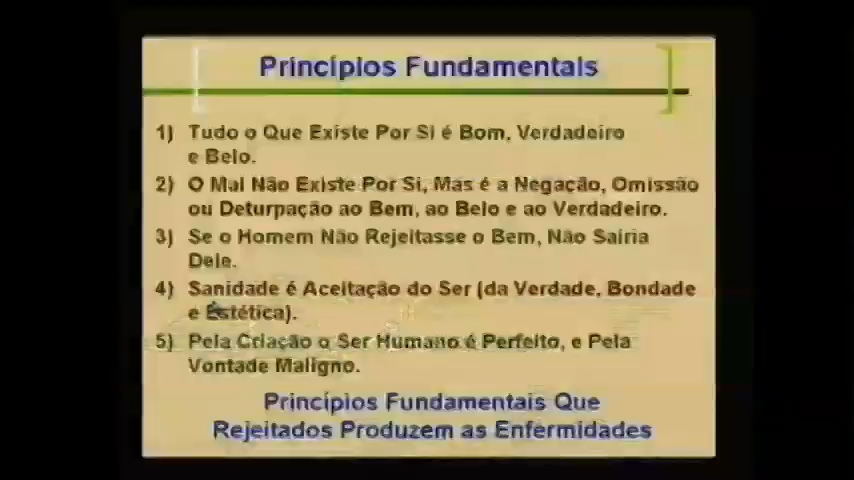 Princípios Fundamentais
1) Tudo o Que Existe Por Si é Bom, Verdadeiro
e Belo.
2) O Mal Não Existe Por Si, Mas é a Negação, Omissão
ou Deturpação ao Bem, ao Belo e ao Verdadeiro.
3) Se o Homem Não Rejeitasse o Bem, Não Sairia
Dele.
4) Sanidade é Aceitação do Ser (da Verdade, Bondade
e Estética).
5) Pela Criação o Ser Humano é Perfeito, e Pela
Vontade Maligno.
Princípios Fundamentais Que
Rejeitados Produzem as Enfermidades